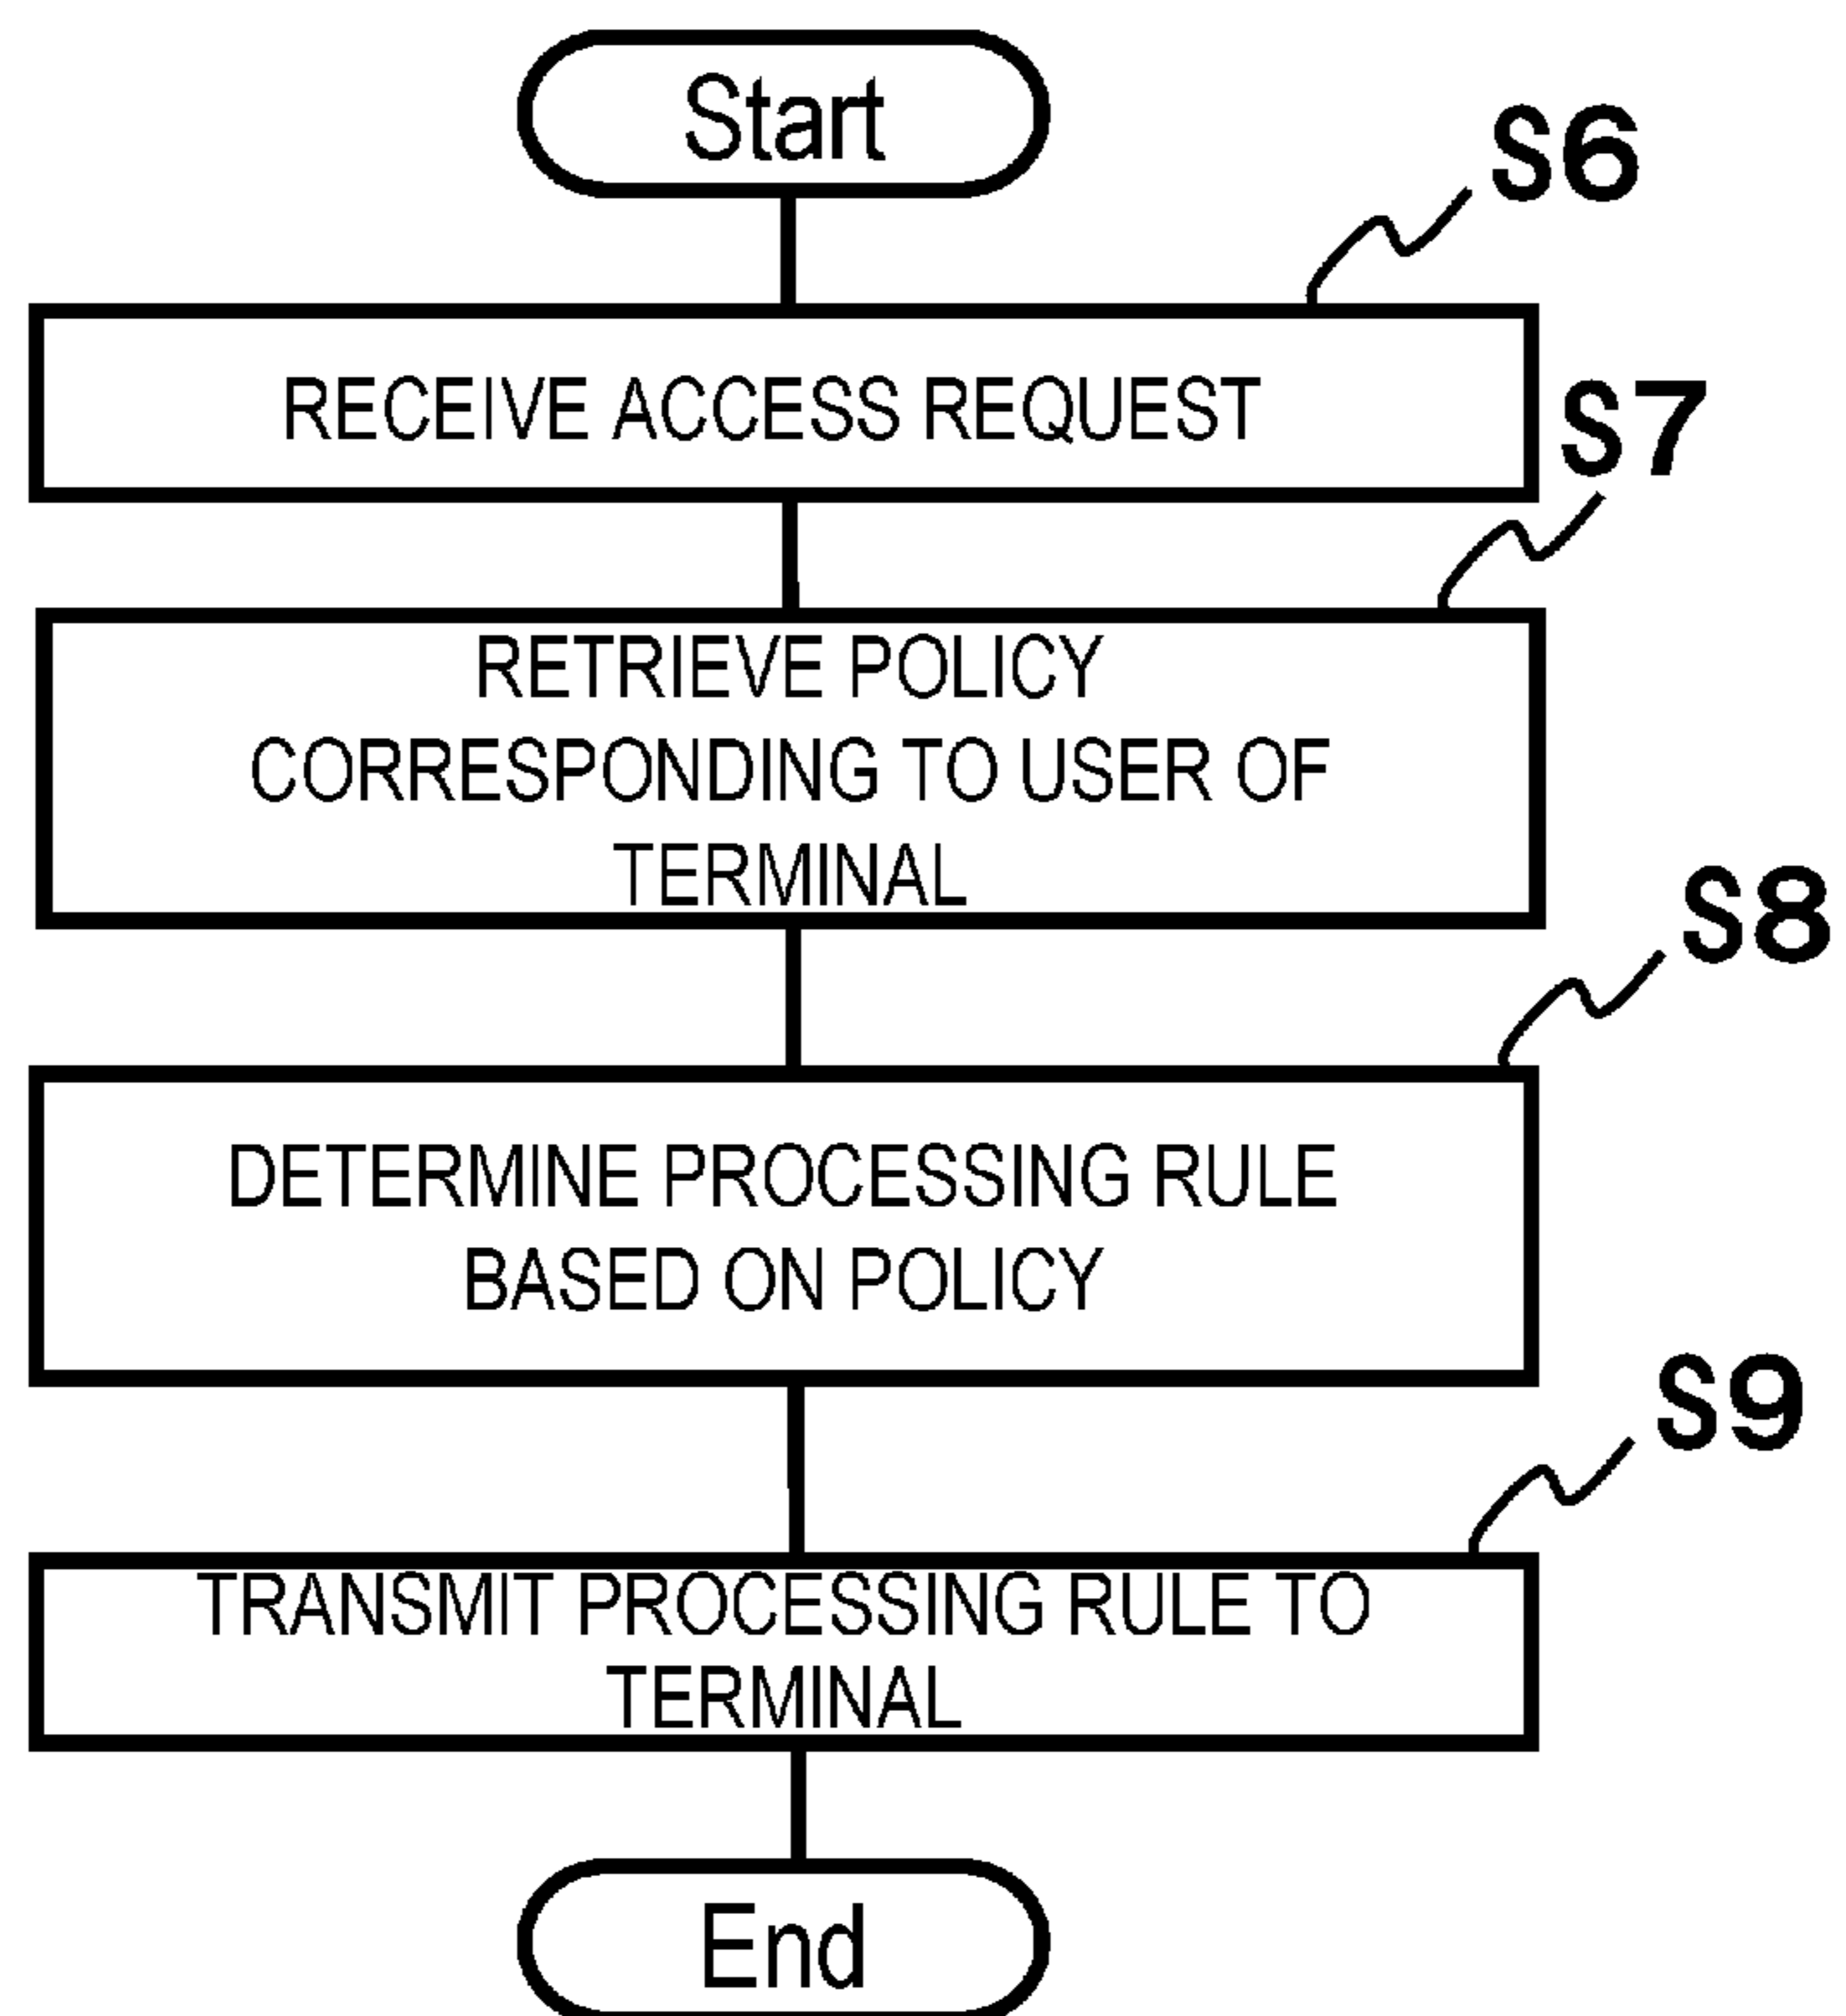 Start
S6
RECEIVE ACCESS REQUEST
S7
RETRIEVE POLICY
CORRESPONDING TO USER OF
TERMINAL
S8
DETERMINE PROCESSING RULE
BASED ON POLICY
S9
TRANSMIT PROCESSING RULE TO
TERMINAL
End